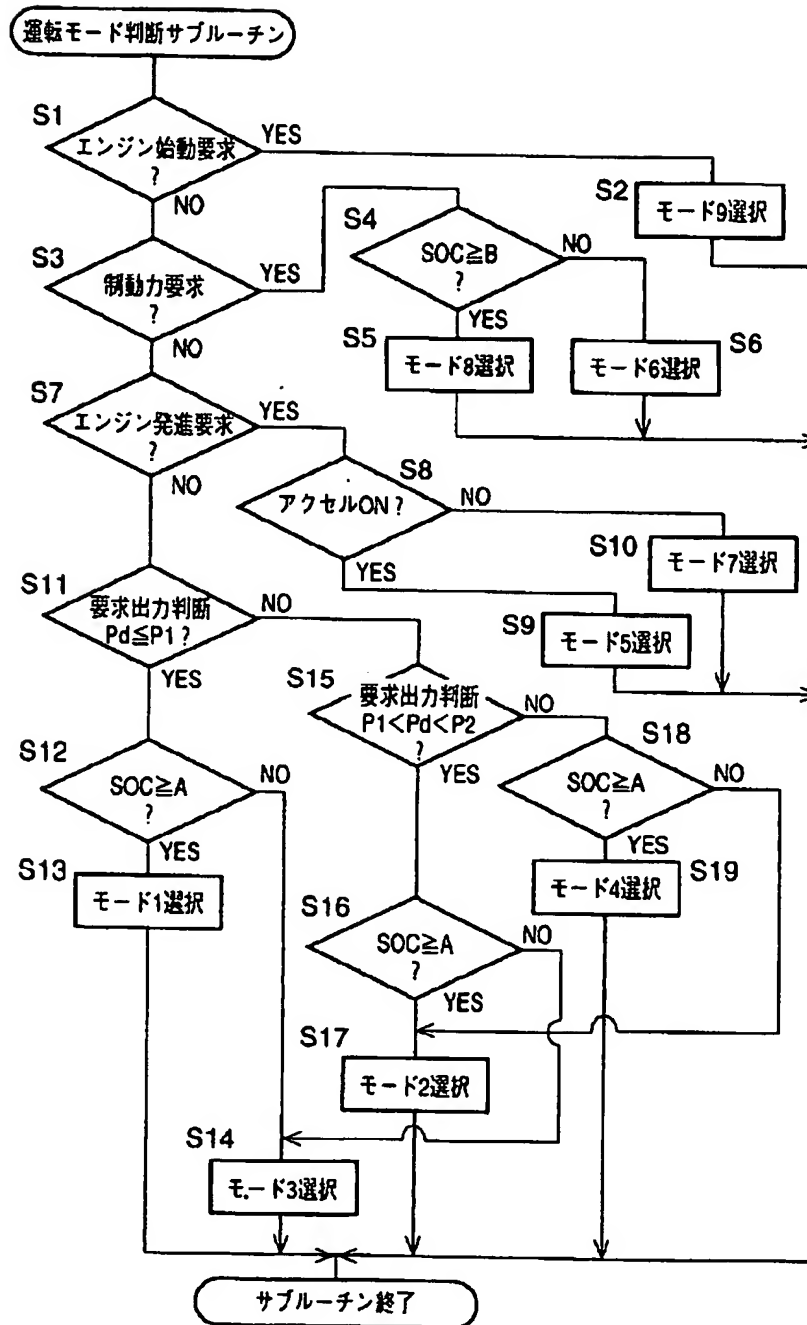 運転モード判断サブルーチン
S1
エンジン始動要求
?
YES
NO
S2
モード9選択
S3
制動力要求
?
YES
NO
S4
SOC≧B
?
NO
YES
S5
モード8選択
S6
モード6選択
S7
エンジン発進要求
?
YES
NO
S8
アクセルON?
NO
YES
S10
モード7選択
S9
モード5選択
S11
要求出力判断
Pd≦P1?
NO
YES
S15
要求出力判断
P1<Pd<P2
?
NO
YES
S12
SOC≧A
?
NO
YES
S18
SOC≧A
?
NO
YES
S13
モード1選択
S19
モード4選択
S16
SOC≧A
?
NO
YES
S17
モード2選択
S14
モード3選択
サブルーチン終了